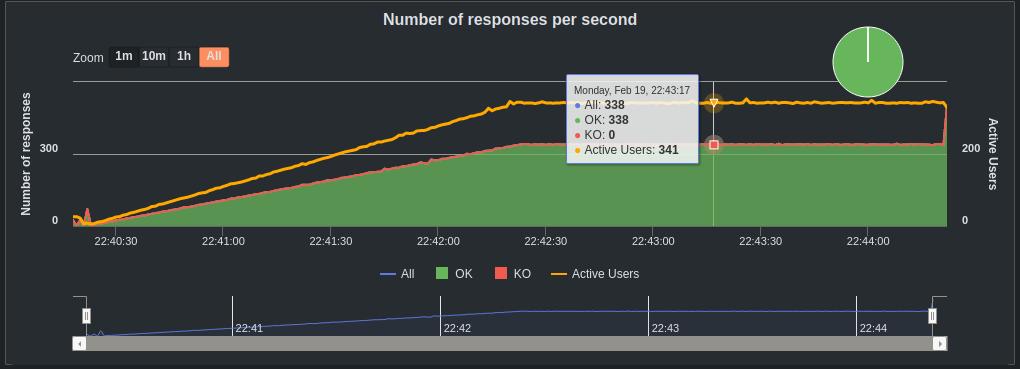 Number of responses per second
Zoom 1m 10m 1h All
Number of responses
300
0
Monday, Feb 19, 22:43:17
All: 338
OK: 338
KO: 0
Active Users: 341
Active Users
200
0
22:40:30 22:41:00 22:41:30 22:42:00 22:42:30 22:43:00 22:43:30 22:44:00
All OK KO Active Users
22:41 22:42 22:43 22:44